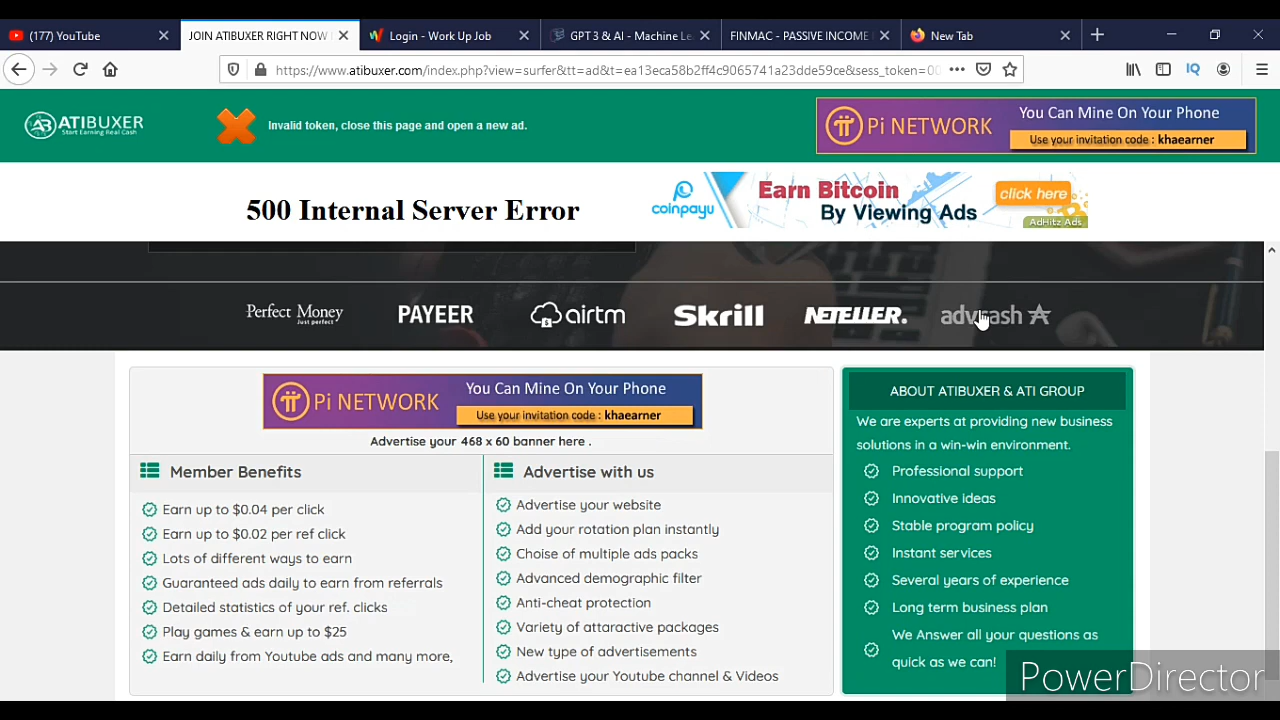 (177) YouTube
JOIN ATIBUXER RIGHT NOW
Login - Work Up Job
GPT 3 & AI - Machine Le
FINMAC - PASSIVE INCOME
New Tab
https://www.atibuxer.com/index.php?view=surfer&tt=ad&t=ea13eca58b2ff4c9065741a23dde59ce&sess_token=00
IQ
ATIBUXER
Start Earning Real Cash
Invalid token, close this page and open a new ad.
Pi NETWORK
You Can Mine On Your Phone
Use your invitation code : khaearner
500 Internal Server Error
coinpayu
Earn Bitcoin
By Viewing Ads
click here
AdHitz Ads
Perfect Money
Just perfect
PAYEER
airtm
Skrill
NETELLER.
advcash
Pi NETWORK
You Can Mine On Your Phone
Use your invitation code : khaearner
Advertise your 468 x 60 banner here .
Member Benefits
Earn up to $0.04 per click
Earn up to $0.02 per ref click
Lots of different ways to earn
Guaranteed ads daily to earn from referrals
Detailed statistics of your ref. clicks
Play games & earn up to $25
Earn daily from Youtube ads and many more,
Advertise with us
Advertise your website
Add your rotation plan instantly
Choise of multiple ads packs
Advanced demographic filter
Anti-cheat protection
Variety of attaractive packages
New type of advertisements
Advertise your Youtube channel & Videos
ABOUT ATIBUXER & ATI GROUP
We are experts at providing new business
solutions in a win-win environment.
Professional support
Innovative ideas
Stable program policy
Instant services
Several years of experience
Long term business plan
We Answer all your questions as
quick as we can!
PowerDirector